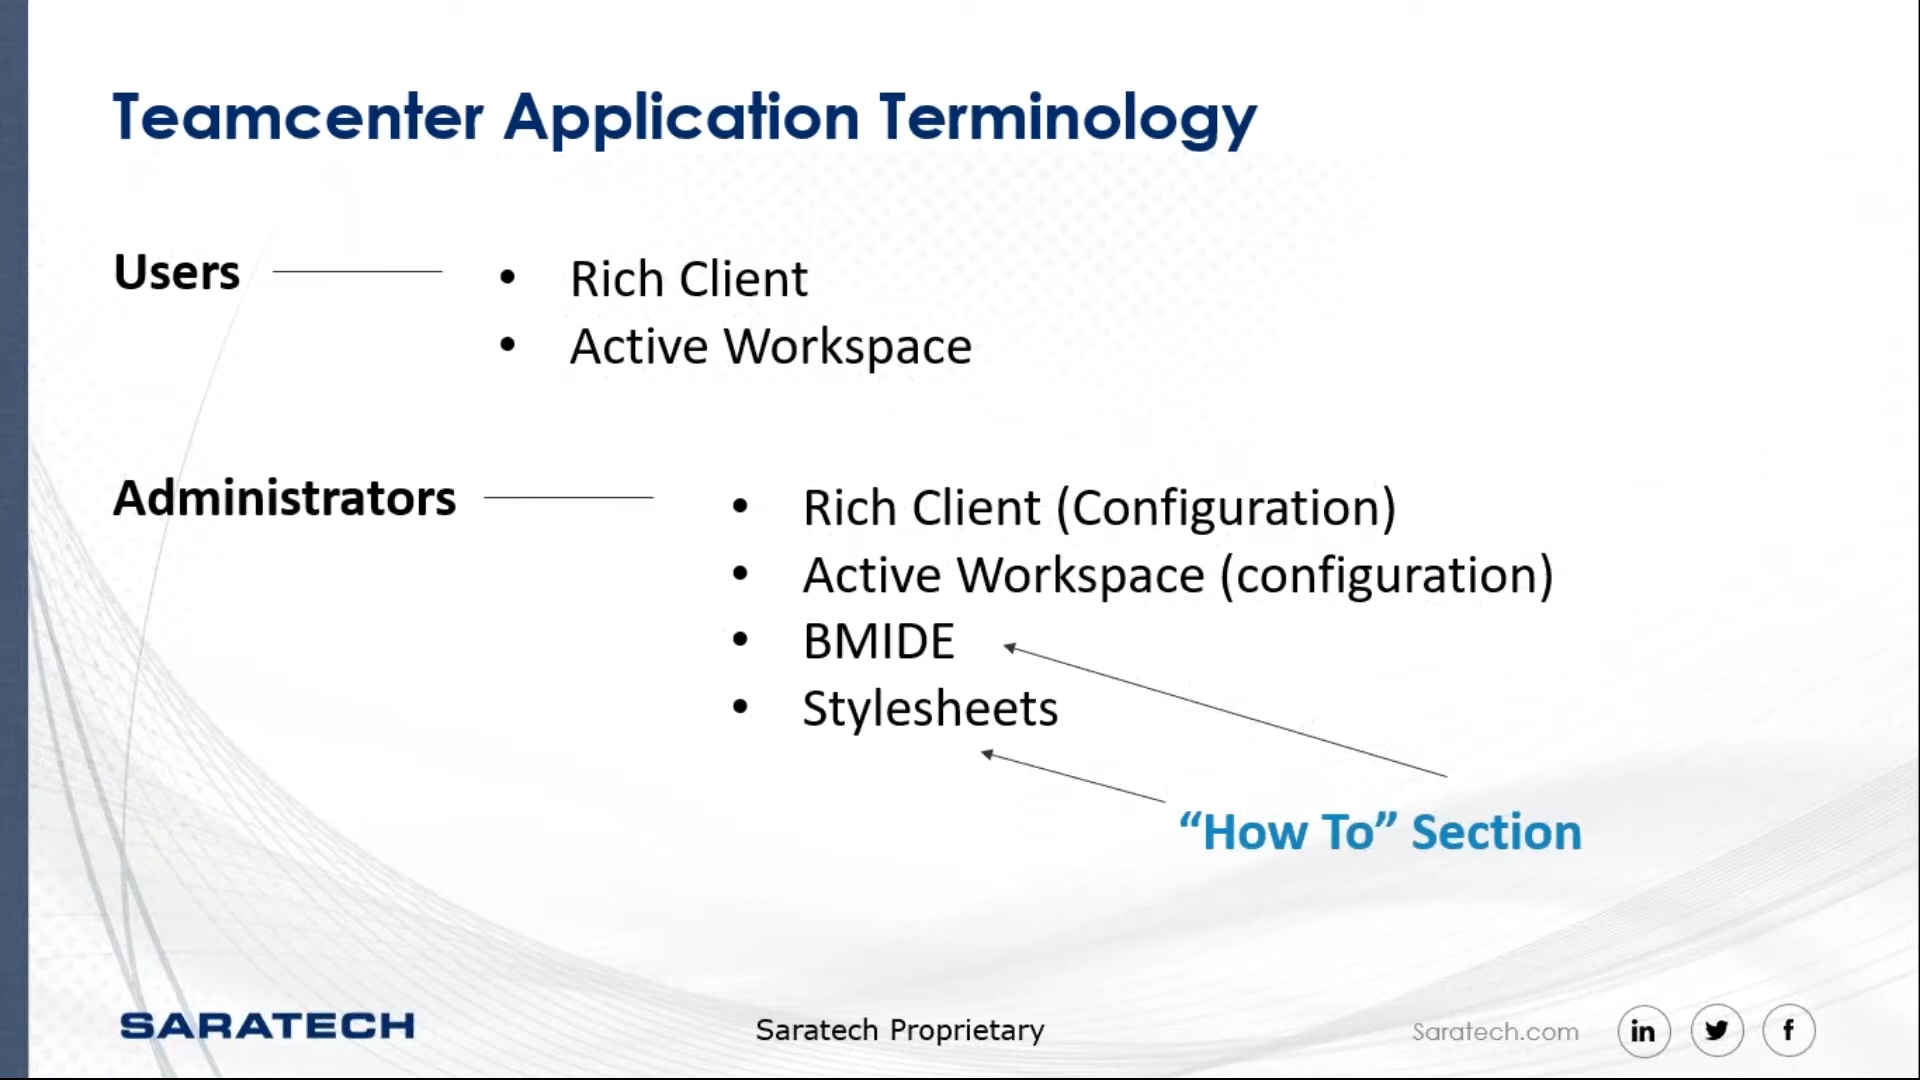 Teamcenter Application Terminology
Users
• Rich Client
• Active Workspace
Administrators
• Rich Client (Configuration)
• Active Workspace (configuration)
• BMIDE
• Stylesheets
“How To” Section
SARATECH
Saratech Proprietary
Saratech.com
in
f